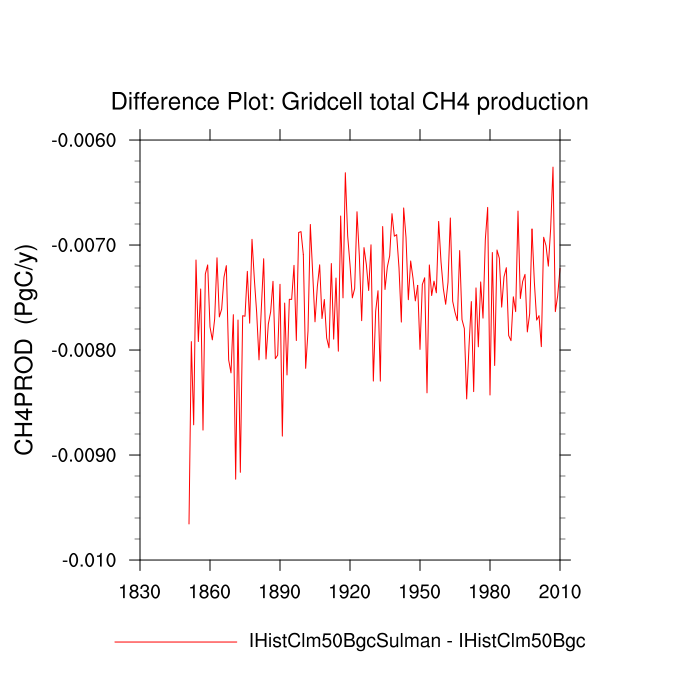 Difference Plot: Gridcell total CH4 production
-0.0060
-0.0070
-0.0080
-0.0090
-0.010
CH4PROD (PgC/y)
1830 1860 1890 1920 1950 1980 2010
IHistClm50BgcSulman - IHistClm50Bgc